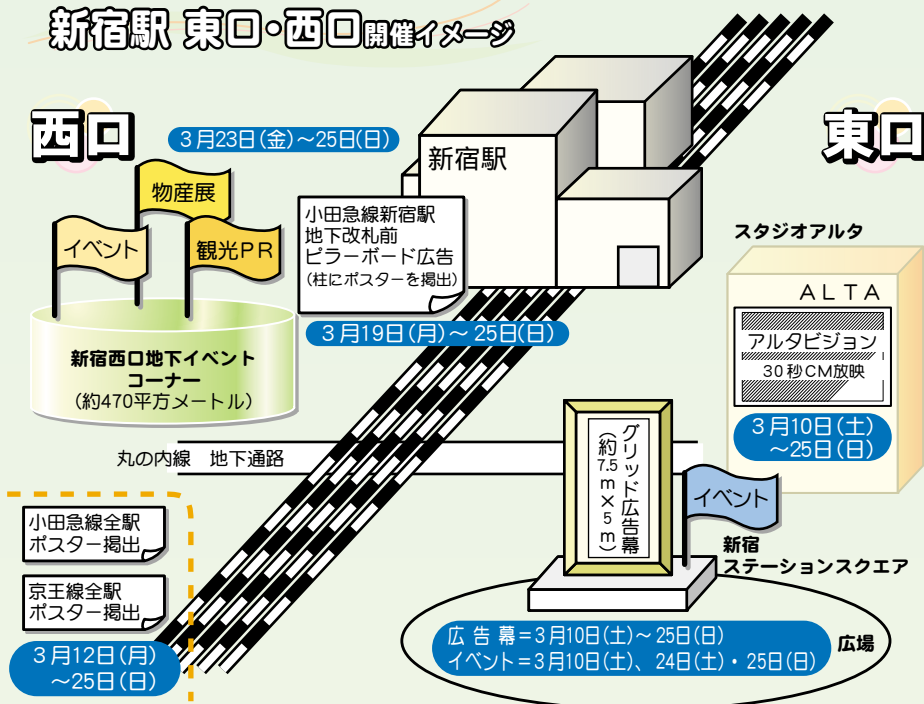 新宿駅 東口・西口開催イメージ
西口
3月23日(金)～25日(日)
物産展
イベント
観光PR
新宿西口地下イベント
コーナー
(約470平方メートル)
新宿駅
小田急線新宿駅
地下改札前
ピラーボード広告
(柱にポスターを掲出)
3月19日(月)～25日(日)
東口
スタジオアルタ
ALTA
アルタビジョン
30秒CM放映
3月10日(土)
～25日(日)
丸の内線 地下通路
グリッド広告幕
(約7.5m×5m)
イベント
新宿
ステーションスクエア
小田急線全駅
ポスター掲出
京王線全駅
ポスター掲出
3月12日(月)
～25日(日)
広告幕=3月10日(土)～25日(日)
イベント=3月10日(土)、24日(土)・25日(日)
広場